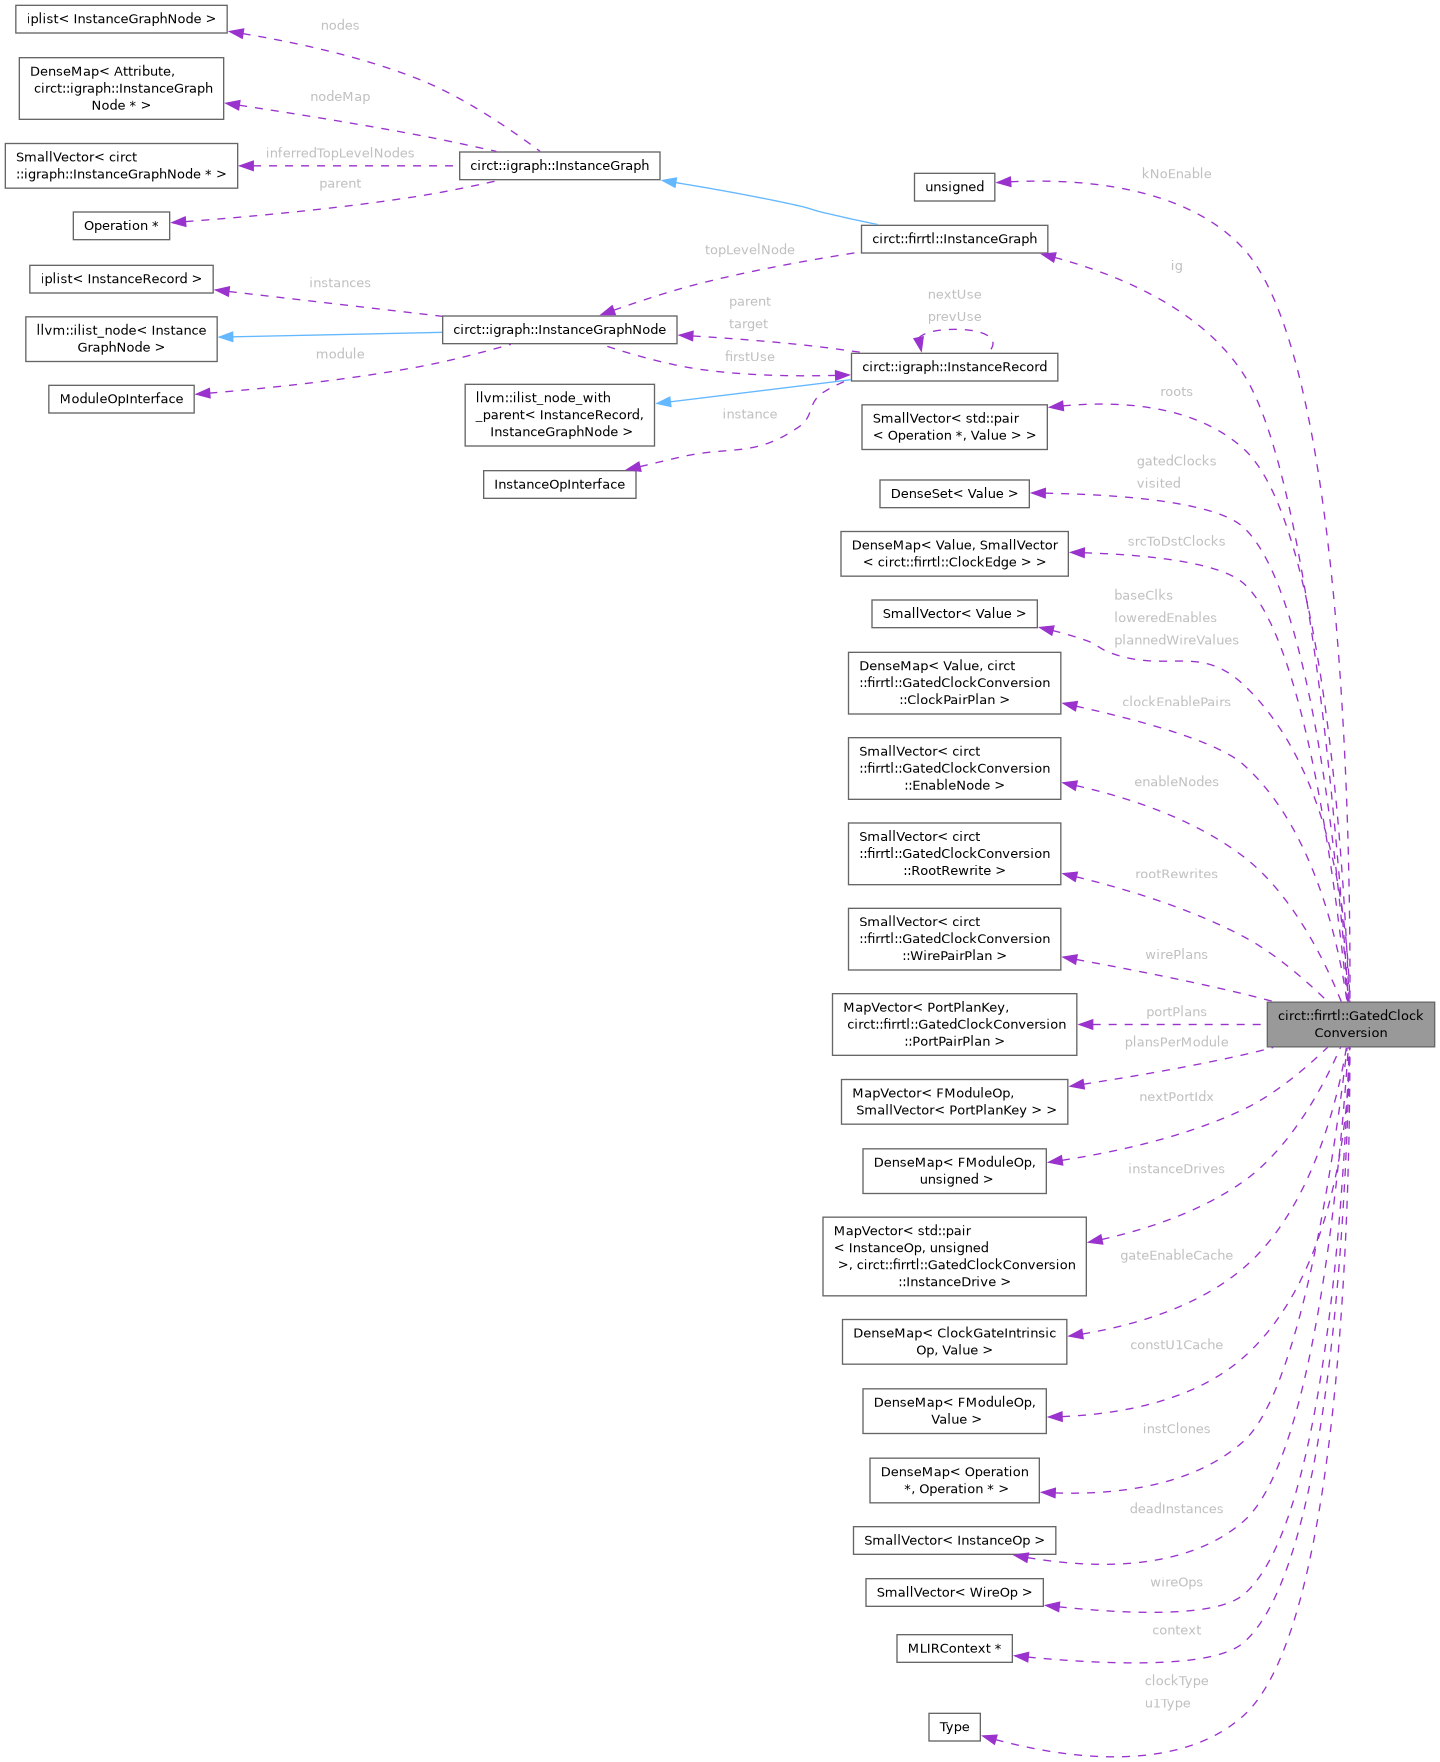 iplist< InstanceGraphNode >
nodes
DenseMap< Attribute,
circt::igraph::InstanceGraph
Node * >
nodeMap
SmallVector< circt
::igraph::InstanceGraphNode * >
inferredTopLevelNodes
parent
Operation *
circt::igraph::InstanceGraph
unsigned
kNoEnable
circt::firrtl::InstanceGraph
ig
topLevelNode
iplist< InstanceRecord >
instances
llvm::ilist_node< Instance
GraphNode >
module
ModuleOpInterface
circt::igraph::InstanceGraphNode
parent
target
firstUse
nextUse
prevUse
circt::igraph::InstanceRecord
llvm::ilist_node_with
_parent< InstanceRecord,
InstanceGraphNode >
instance
InstanceOpInterface
SmallVector< std::pair
< Operation *, Value > >
roots
DenseSet< Value >
gatedClocks
visited
DenseMap< Value, SmallVector
< circt::firrtl::ClockEdge > >
srcToDstClocks
SmallVector< Value >
baseClks
loweredEnables
plannedWireValues
DenseMap< Value, circt
::firrtl::GatedClockConversion
::ClockPairPlan >
clockEnablePairs
SmallVector< circt
::firrtl::GatedClockConversion
::EnableNode >
enableNodes
SmallVector< circt
::firrtl::GatedClockConversion
::RootRewrite >
rootRewrites
SmallVector< circt
::firrtl::GatedClockConversion
::WirePairPlan >
wirePlans
MapVector< PortPlanKey,
circt::firrtl::GatedClockConversion
::PortPairPlan >
portPlans
circt::firrtl::GatedClock
Conversion
MapVector< FModuleOp,
SmallVector< PortPlanKey > >
plansPerModule
DenseMap< FModuleOp,
unsigned >
nextPortIdx
MapVector< std::pair
< InstanceOp, unsigned
>, circt::firrtl::GatedClockConversion
::InstanceDrive >
instanceDrives
DenseMap< ClockGateIntrinsic
Op, Value >
gateEnableCache
DenseMap< FModuleOp,
Value >
constU1Cache
DenseMap< Operation
*, Operation * >
instClones
SmallVector< InstanceOp >
deadInstances
SmallVector< WireOp >
wireOps
MLIRContext *
context
Type
clockType
u1Type